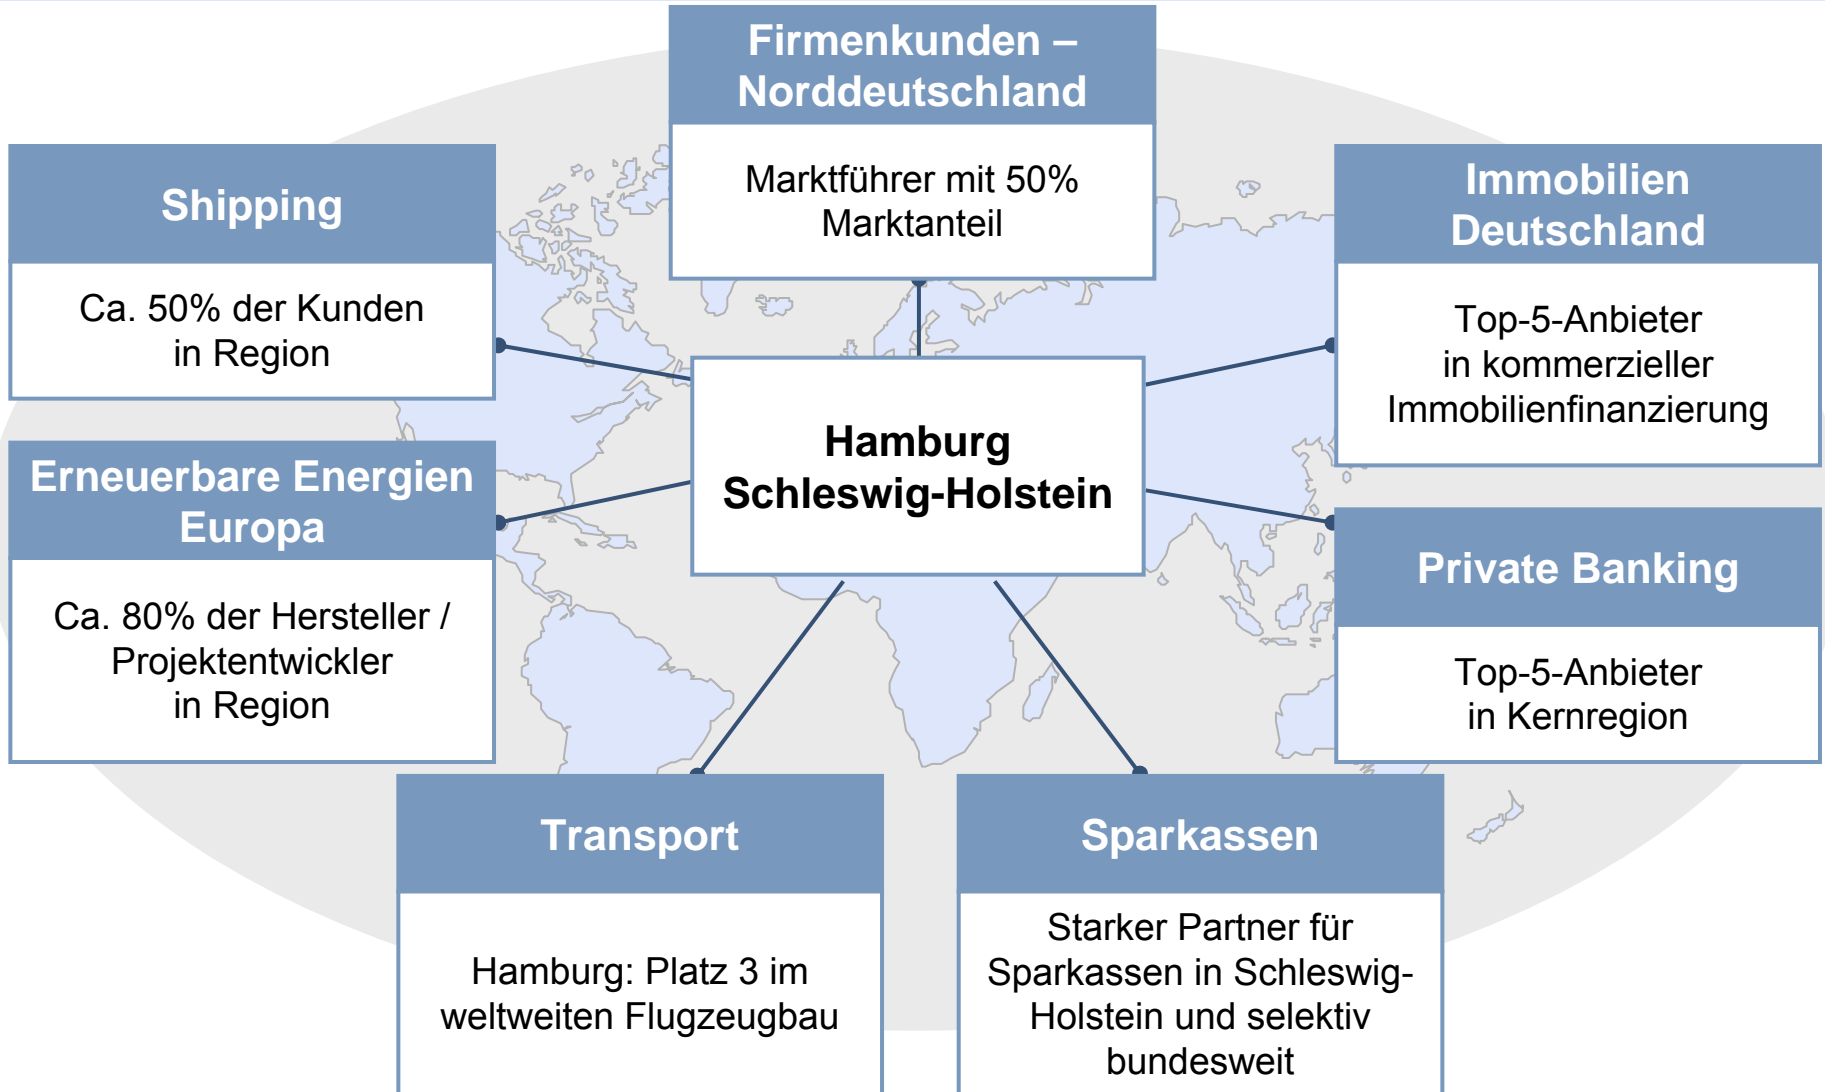 Firmenkunden –
Norddeutschland
Marktführer mit 50%
Marktanteil
Shipping
Ca. 50% der Kunden
in Region
Immobilien
Deutschland
Top-5-Anbieter
in kommerzieller
Immobilienfinanzierung
Hamburg
Schleswig-Holstein
Erneuerbare Energien
Europa
Ca. 80% der Hersteller /
Projektentwickler
in Region
Private Banking
Top-5-Anbieter
in Kernregion
Transport
Hamburg: Platz 3 im
weltweiten Flugzeugbau
Sparkassen
Starker Partner für
Sparkassen in Schleswig-
Holstein und selektiv
bundesweit